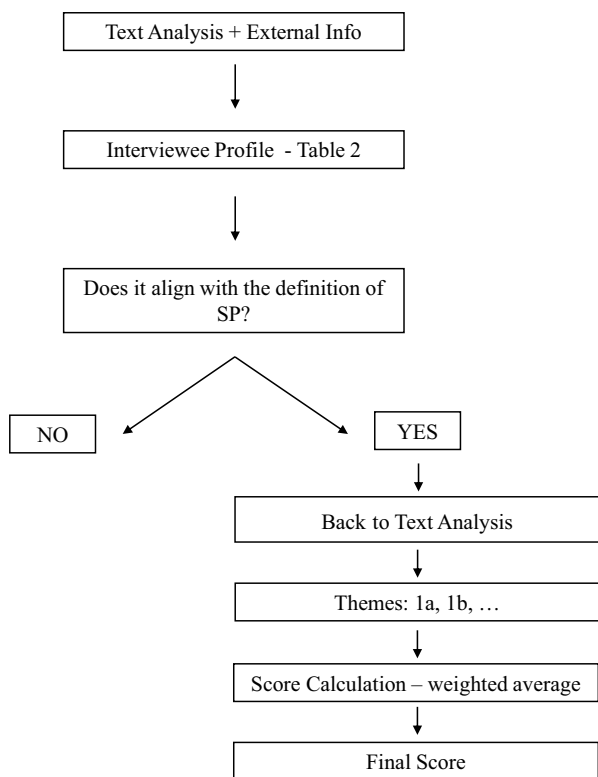 Text Analysis + External Info
Interviewee Profile - Table 2
Does it align with the definition of
SP?
NO
YES
Back to Text Analysis
Themes: 1a, 1b, …
Score Calculation – weighted average
Final Score